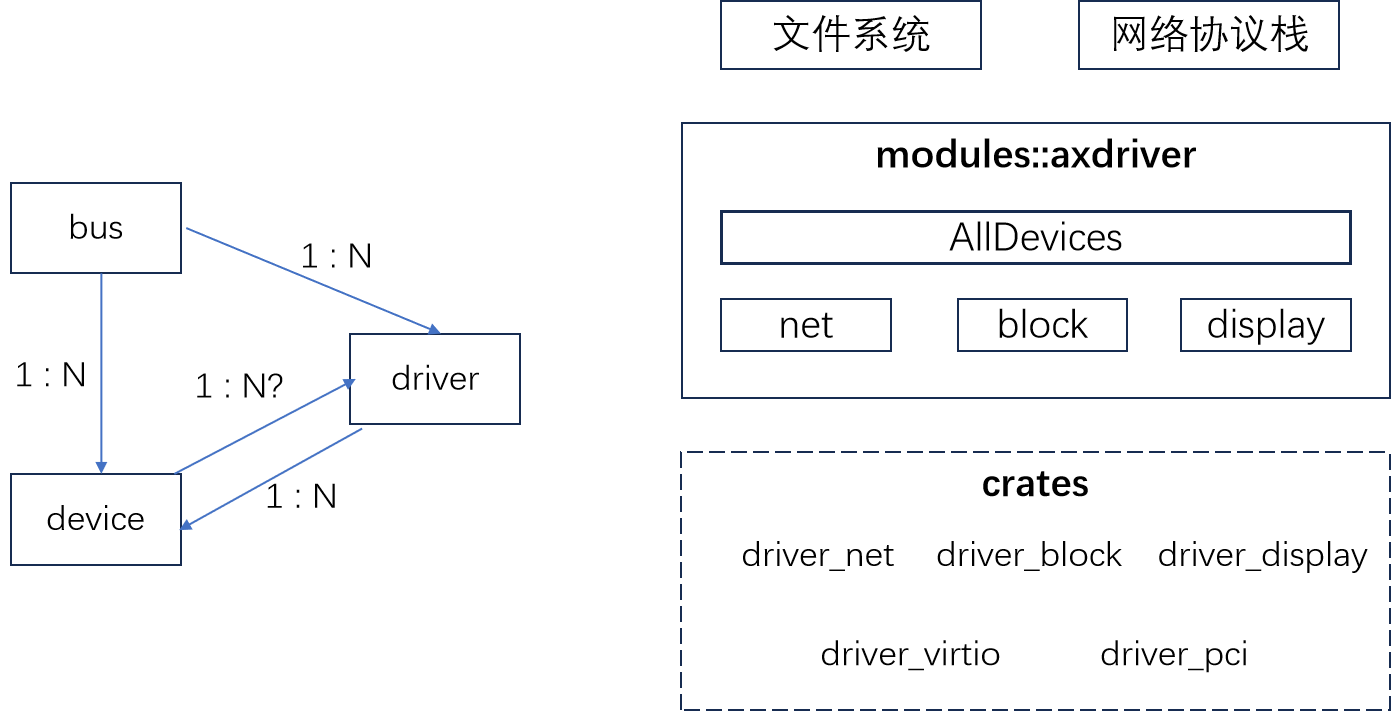 bus
1 : N
1 : N
1 : N?
driver
1 : N
device
文件系统
网络协议栈
modules::axdriver
AllDevices
net
block
display
crates
driver_net
driver_block
driver_display
driver_virtio
driver_pci